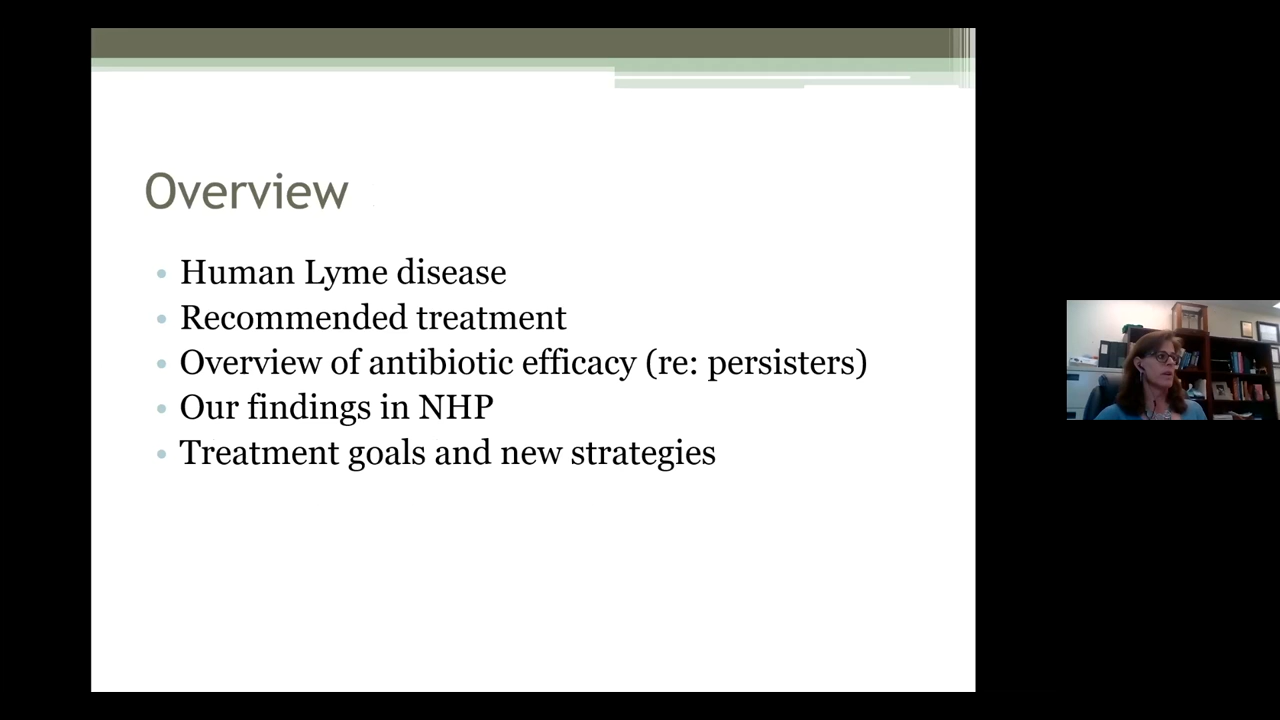 Overview
• Human Lyme disease
• Recommended treatment
• Overview of antibiotic efficacy (re: persisters)
• Our findings in NHP
• Treatment goals and new strategies